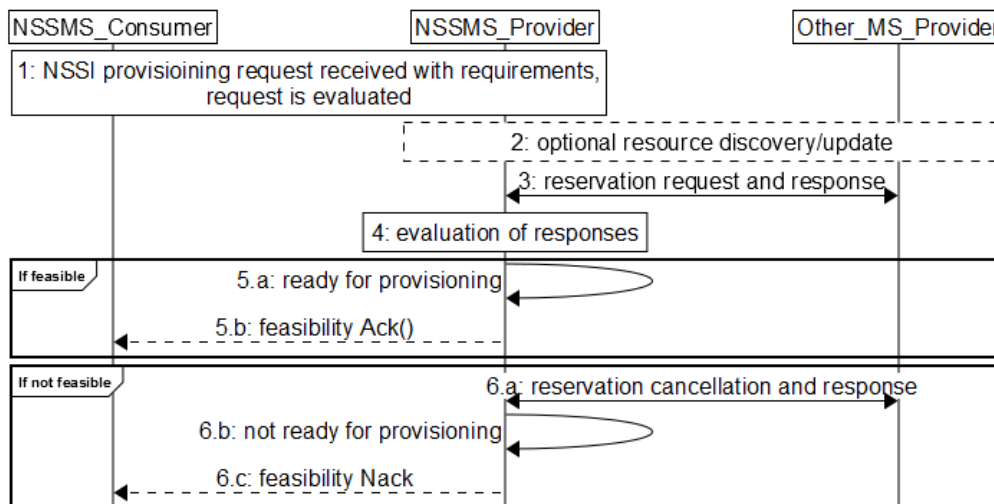 NSSMS_Consumer NSSMS_Provider Other_MS_Provider
1: NSSI provisioining request received with requirements,
request is evaluated
2: optional resource discovery/update
3: reservation request and response
4: evaluation of responses
If feasible
5.a: ready for provisioning
5.b: feasibility Ack()
If not feasible
6.a: reservation cancellation and response
6.b: not ready for provisioning
6.c: feasibility Nack